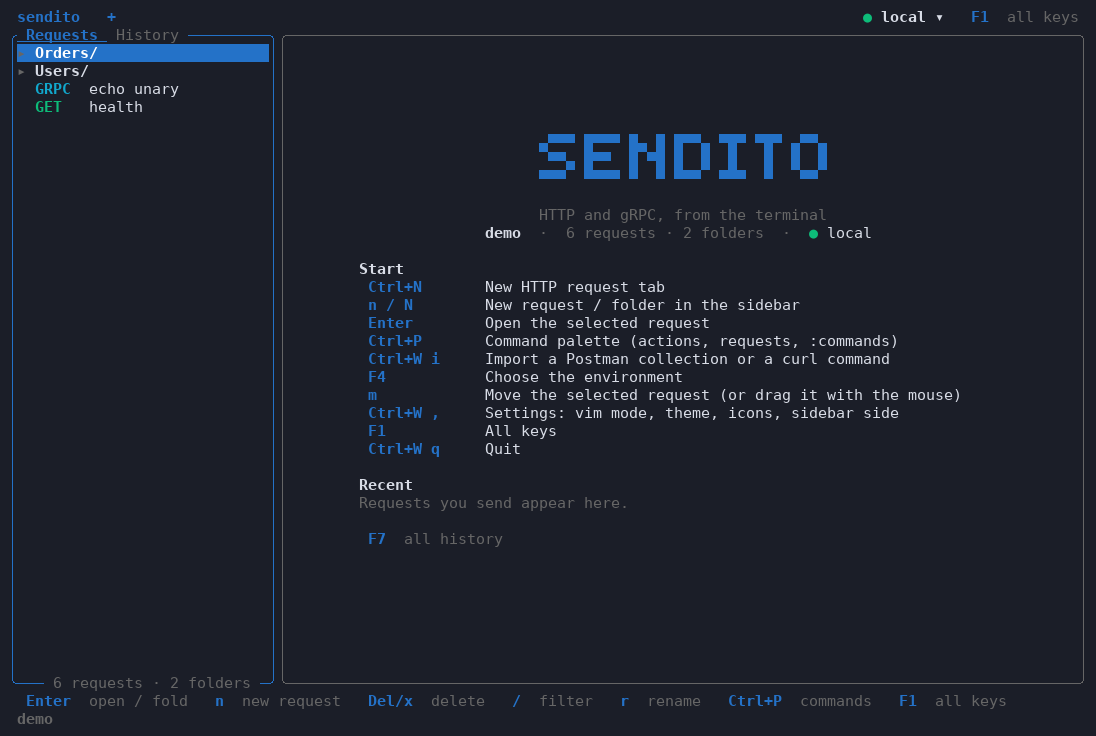 sendito + ● local ▾ F1 all keys
Requests History
▸ Orders/
▸ Users/
GRPC echo unary
GET health
SENDITO
HTTP and gRPC, from the terminal
demo · 6 requests · 2 folders · ● local
Start
Ctrl+N New HTTP request tab
n / N New request / folder in the sidebar
Enter Open the selected request
Ctrl+P Command palette (actions, requests, :commands)
Ctrl+W i Import a Postman collection or a curl command
F4 Choose the environment
m Move the selected request (or drag it with the mouse)
Ctrl+W , Settings: vim mode, theme, icons, sidebar side
F1 All keys
Ctrl+W q Quit
Recent
Requests you send appear here.
F7 all history
6 requests · 2 folders
Enter open / fold n new request Del/x delete / filter r rename Ctrl+P commands F1 all keys
demo